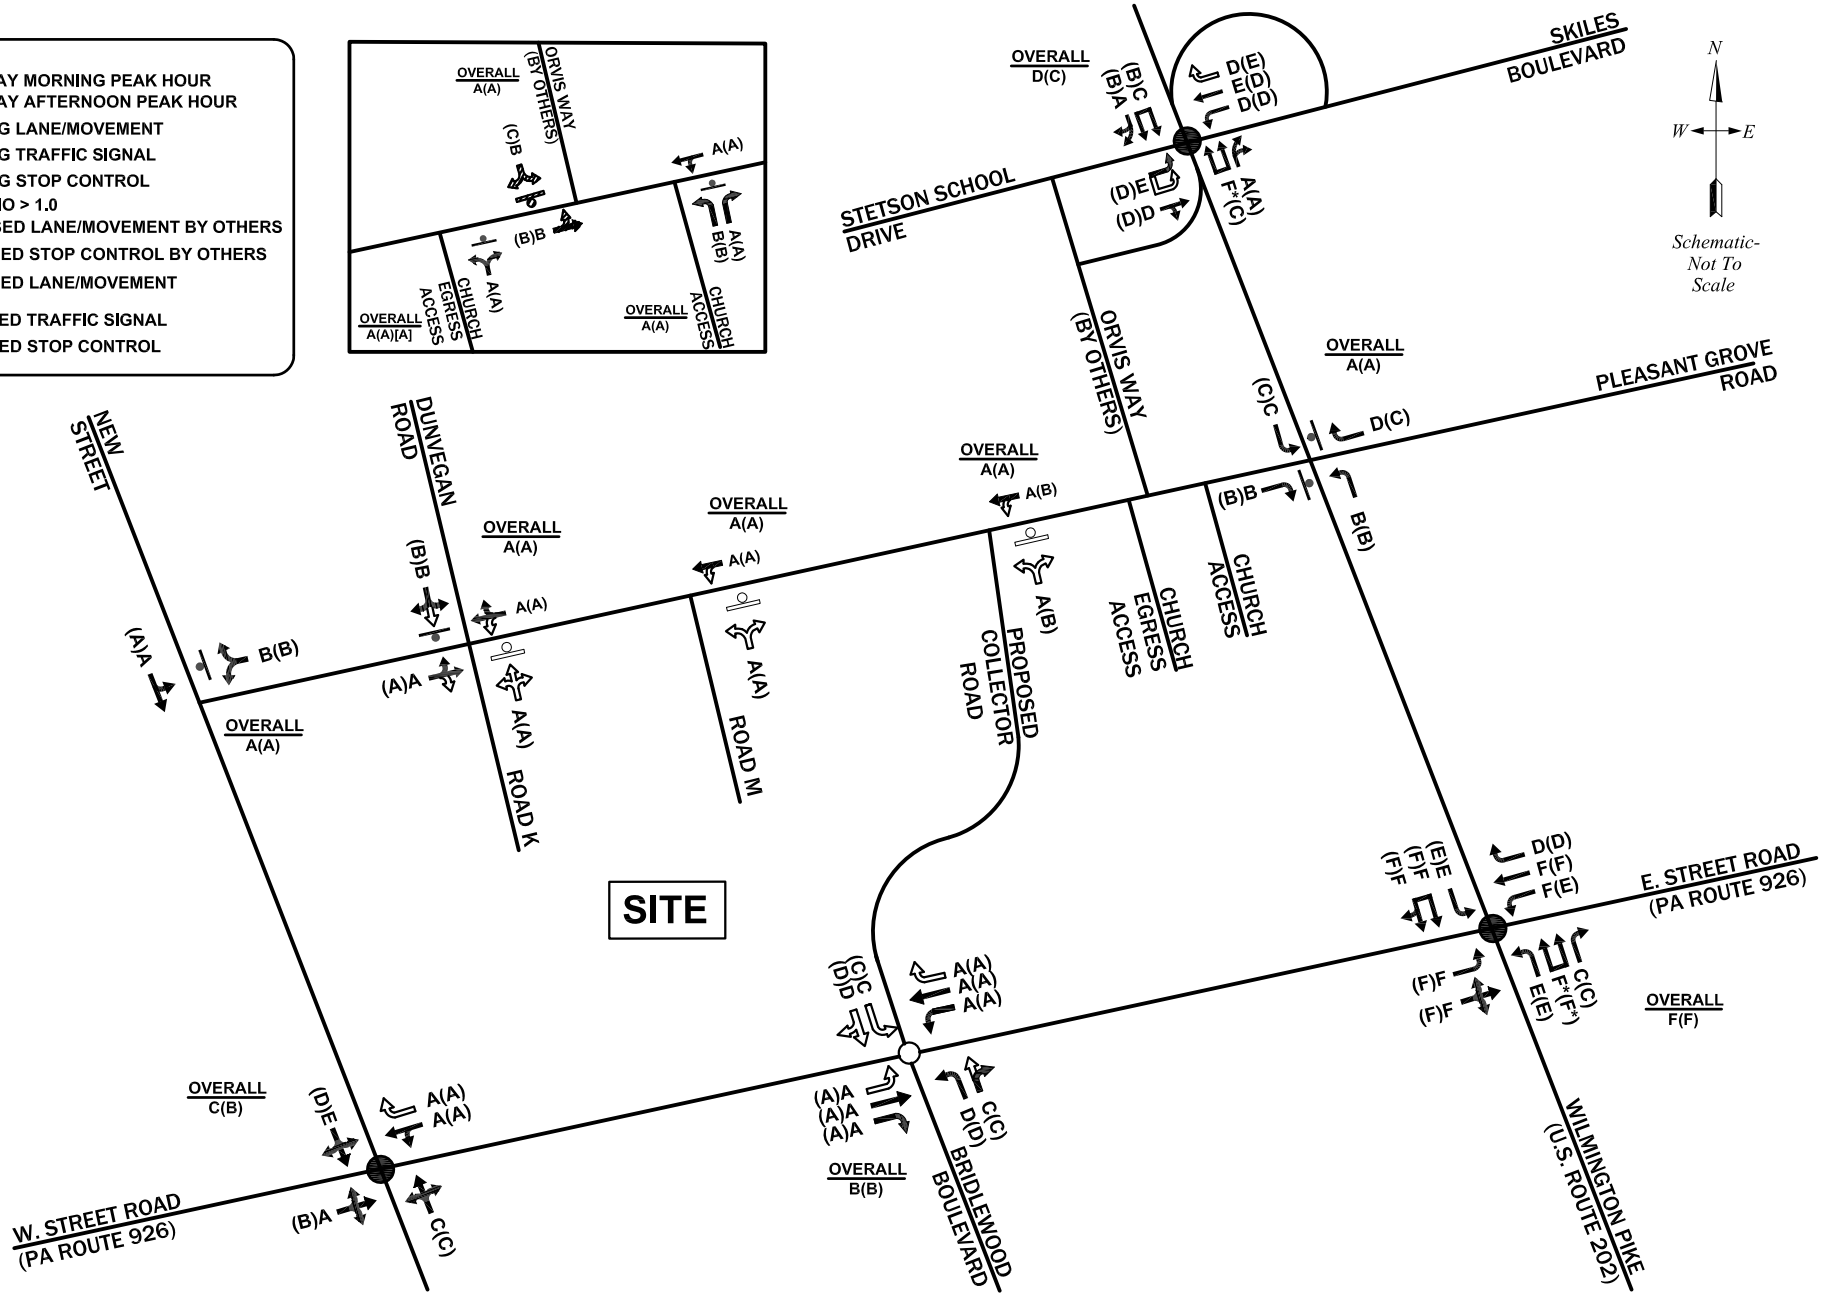 AY MORNING PEAK HOUR
AY AFTERNOON PEAK HOUR
G LANE/MOVEMENT
G TRAFFIC SIGNAL
G STOP CONTROL
IO > 1.0
SED LANE/MOVEMENT BY OTHERS
ED STOP CONTROL BY OTHERS
ED LANE/MOVEMENT
ED TRAFFIC SIGNAL
ED STOP CONTROL
OVERALL
A(A)
ORVIS WAY
(BY OTHERS)
(C)B
A(A)
(B)B
A(A)
B(B)
A(A)
OVERALL
A(A)[A]
CHURCH
EGRESS
ACCESS
OVERALL
A(A)
CHURCH
ACCESS
OVERALL
D(C)
(B)C
(B)A
D(E)
E(D)
D(D)
SKILES
BOULEVARD
N
W
E
Schematic-
Not To
Scale
STETSON SCHOOL
DRIVE
(D)E
(D)D
A(A)
F*(C)
ORVIS WAY
(BY OTHERS)
OVERALL
A(A)
PLEASANT GROVE
ROAD
(C)C
D(C)
(B)B
B(B)
NEW
STREET
DUNVEGAN
ROAD
OVERALL
A(A)
A(B)
OVERALL
A(A)
A(A)
OVERALL
A(A)
(B)B
A(A)
(A)A
B(B)
(A)A
A(A)
A(A)
A(B)
OVERALL
A(A)
ROAD K
ROAD M
PROPOSED
COLLECTOR
ROAD
CHURCH
EGRESS
ACCESS
CHURCH
ACCESS
SITE
(E)E
(F)F
(F)F
D(D)
F(F)
F(E)
E. STREET ROAD
(PA ROUTE 926)
(F)F
(F)F
C(C)
F*(F*)
E(E)
OVERALL
F(F)
(C)C
(D)D
A(A)
A(A)
A(A)
(A)A
(A)A
(A)A
C(C)
D(D)
OVERALL
B(B)
BRIDLEWOOD
BOULEVARD
OVERALL
C(B)
(D)E
A(A)
A(A)
(B)A
C(C)
W. STREET ROAD
(PA ROUTE 926)
WILMINGTON PIKE
(U.S. ROUTE 202)